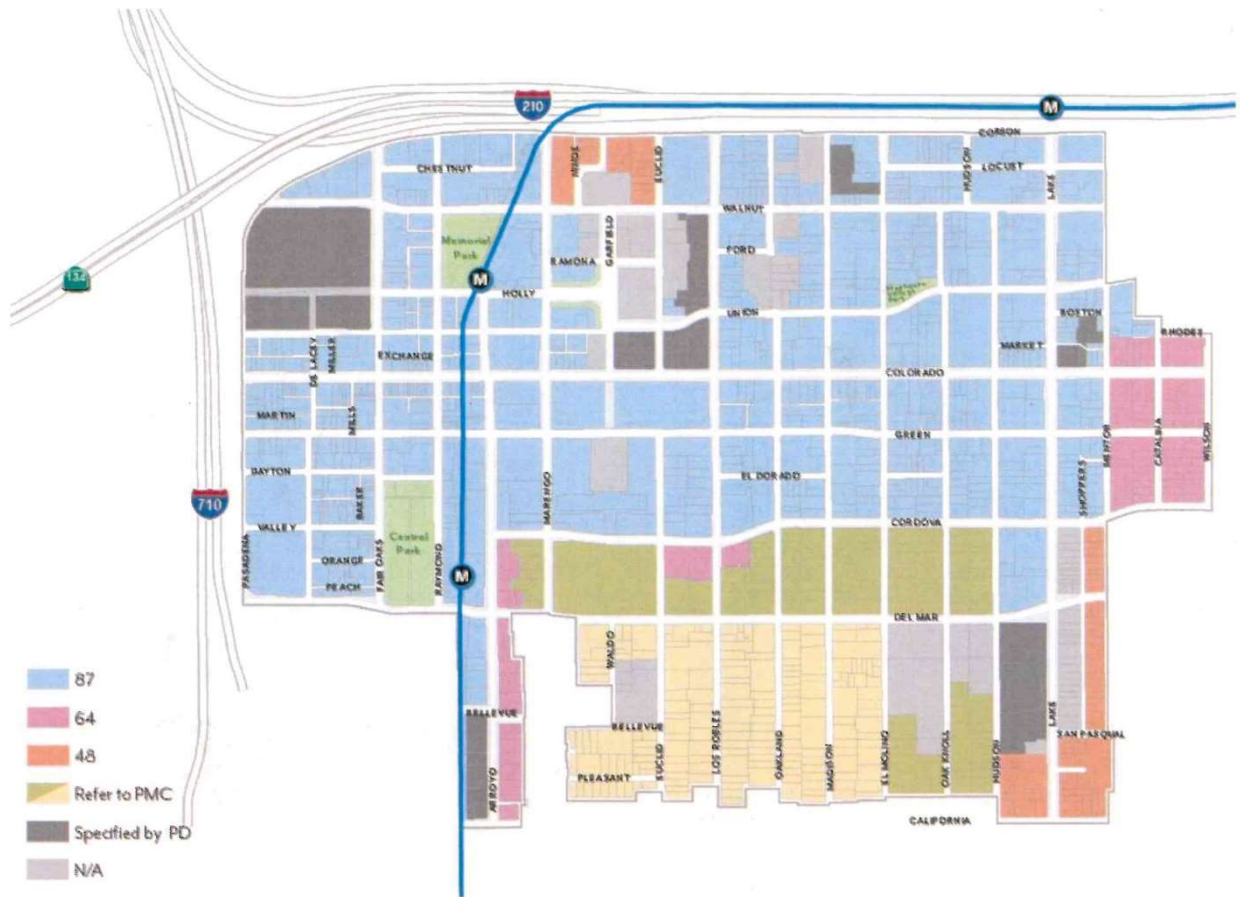 210
M
CORSON
CHESTNUT
HUDSON
LOCUST
EUCLID
LAKE
WALNUT
Memorial
Park
GARFIELD
FORD
134
RAMONA
M
HOLLY
UNION
BOSTON
RHODES
DE LACEY
MILLER
EXCHANGE
MARKET
COLORADO
MARTIN
MILLS
GREEN
MENTOR
CATALINA
WILSON
DAYTON
EL DORADO
SHOPPERS
710
BAKER
MARENGO
VALLEY
CORDOVA
Central
Park
PASADENA
ORANGE
FAIR OAKS
RAYMOND
M
PEACH
DEL MAR
WALDO
87
64
BELLEVUE
BELLEVUE
LAKE
SAN PASQUAL
48
EUCLID
LOS ROBLES
OAKLAND
MADISON
EL MOLINO
OAK KNOLL
HUDSON
PLEASANT
Refer to PMC
ARROYO
CALIFORNIA
Specified by PD
N/A